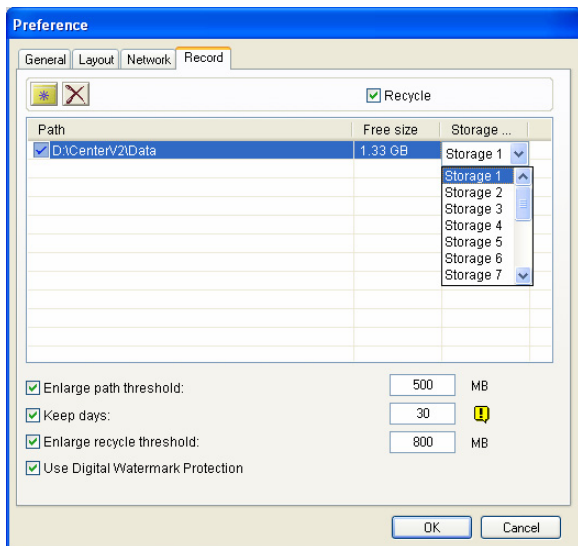 Preference
General Layout Network Record
Recycle
Path Free size Storage ...
D:\CenterV2\Data 1.33 GB Storage 1
Storage 1
Storage 2
Storage 3
Storage 4
Storage 5
Storage 6
Storage 7
Enlarge path threshold: 500 MB
Keep days: 30
Enlarge recycle threshold: 800 MB
Use Digital Watermark Protection
OK Cancel